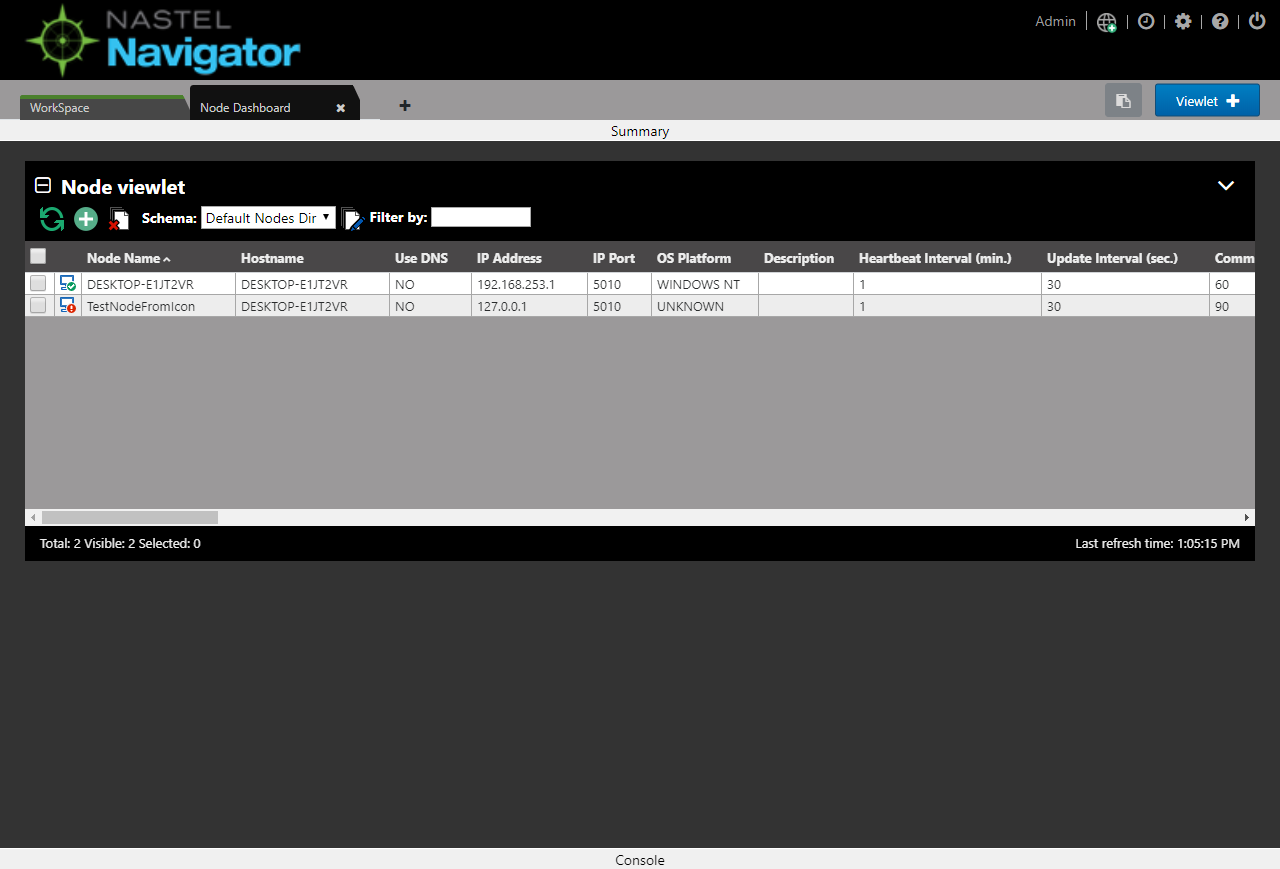 NASTEL
Navigator
Admin
WorkSpace
Node Dashboard
Viewlet
Summary
Node viewlet
Schema: Default Nodes Dir Filter by:
Node Name Hostname Use DNS IP Address IP Port OS Platform Description Heartbeat Interval (min.) Update Interval (sec.) Comm
DESKTOP-E1JT2VR DESKTOP-E1JT2VR NO 192.168.253.1 5010 WINDOWS NT 1 30 60
TestNodeFromIcon DESKTOP-E1JT2VR NO 127.0.0.1 5010 UNKNOWN 1 30 90
Total: 2 Visible: 2 Selected: 0 Last refresh time: 1:05:15 PM
Console